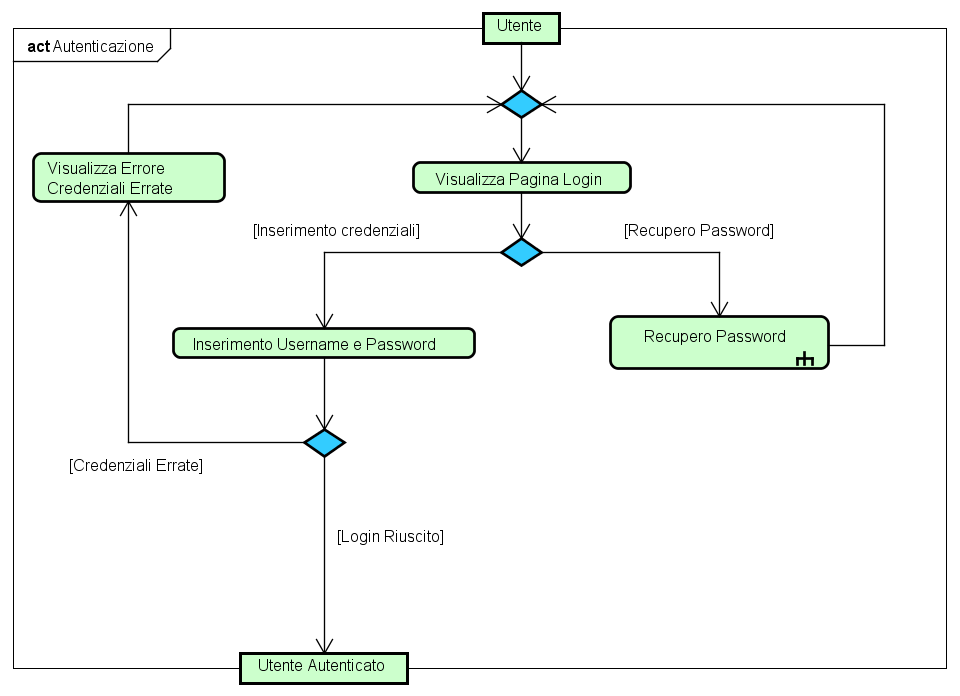 Utente
act Autenticazione
Visualizza Errore
Credenziali Errate
Visualizza Pagina Login
[Inserimento credenziali]
[Recupero Password]
Inserimento Username e Password
Recupero Password
[Credenziali Errate]
[Login Riuscito]
Utente Autenticato